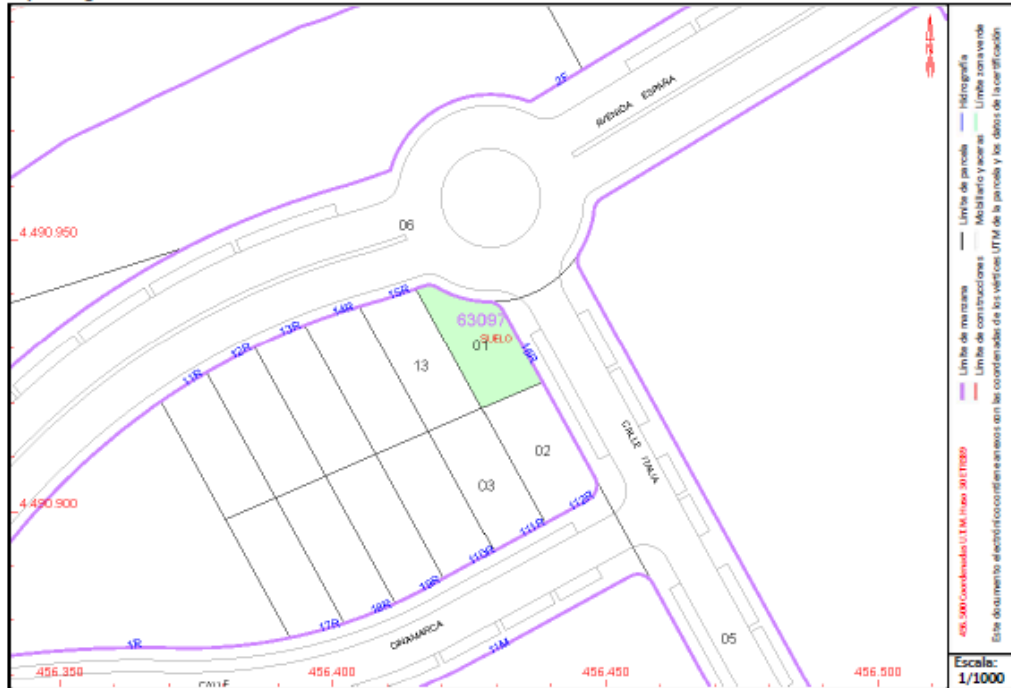 2F
AVENIDA ESPAÑA
4.490.950
06
15R
14R
13R
12R
11R
63097
SUELO
01
16R
13
02
CALLE ITALIA
03
4.490.900
112R
111R
110R
19R
18R
17R
1R
DINAMARCA
11M
05
456.350
456.400
456.450
456.500
CALLE
Límite de manzana
Límite de parcela
Hidrografía
Límite de construcciones
Mobiliario y aceras
Límite zona verde
456.500 Coordenadas U.T.M. Huso 30 ETRS89
Este documento electrónico contiene anexos con las coordenadas de los vértices UTM de la parcela y los datos de la certificación
Escala:
1/1000